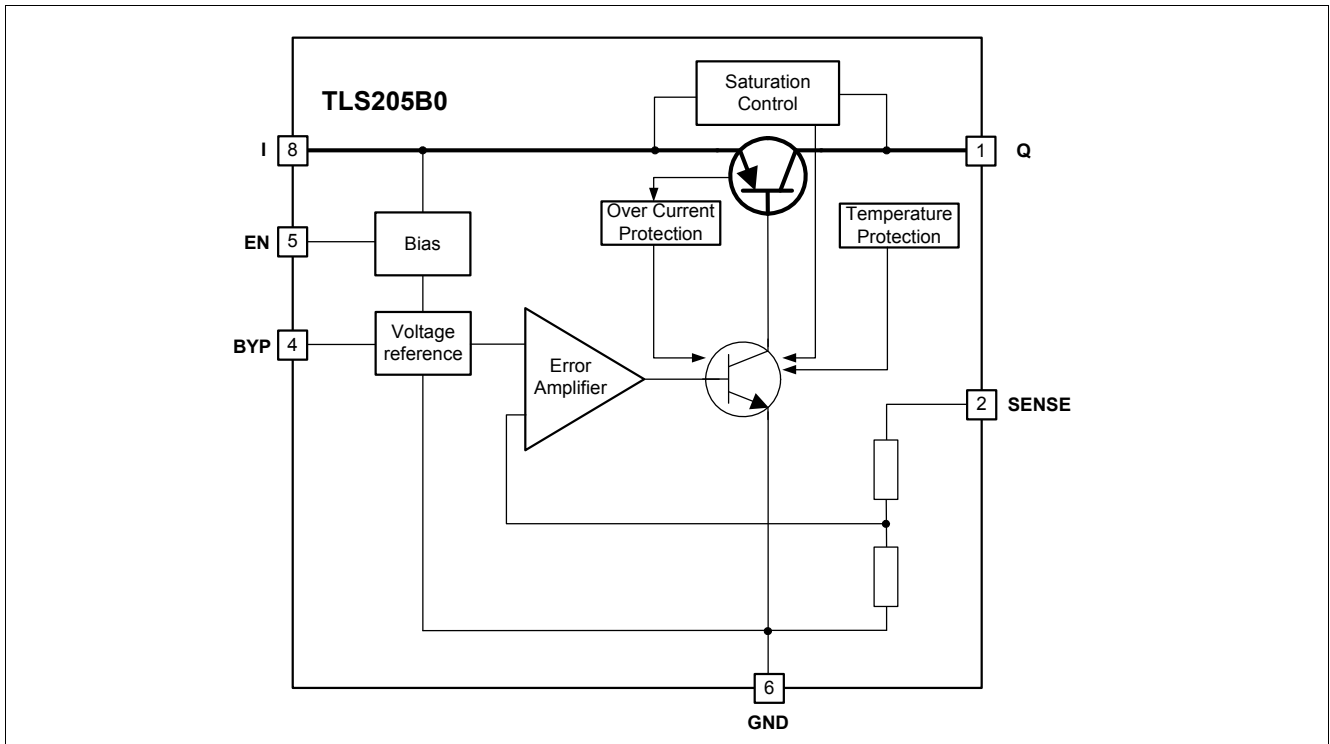 TLS205B0
Saturation
Control
I
8
1
Q
Over Current
Protection
Temperature
Protection
EN
5
Bias
BYP
4
Voltage
reference
Error
Amplifier
2
SENSE
6
GND